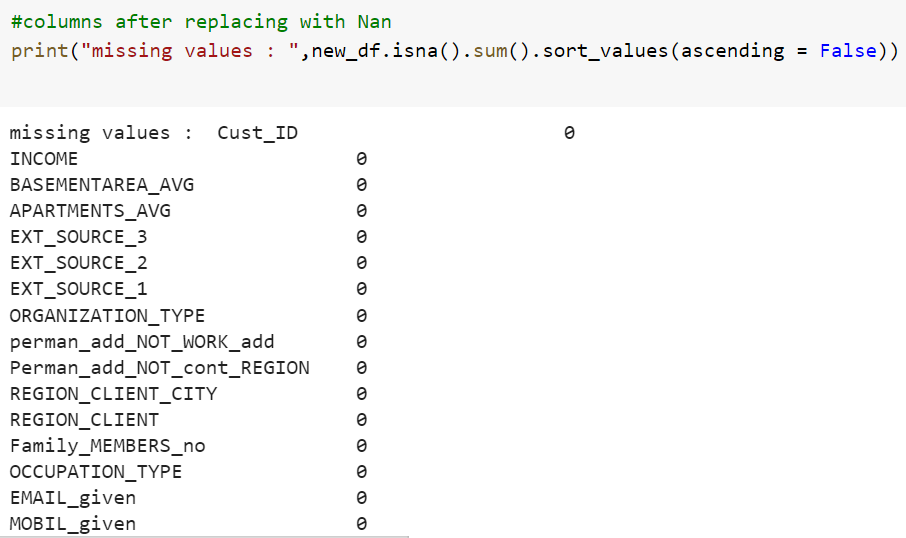 #columns after replacing with Nan
print("missing values : ",new_df.isna().sum().sort_values(ascending = False))
missing values :  Cust_ID                       0
INCOME                        0
BASEMENTAREA_AVG              0
APARTMENTS_AVG                0
EXT_SOURCE_3                  0
EXT_SOURCE_2                  0
EXT_SOURCE_1                  0
ORGANIZATION_TYPE             0
perman_add_NOT_WORK_add       0
Perman_add_NOT_cont_REGION    0
REGION_CLIENT_CITY            0
REGION_CLIENT                 0
Family_MEMBERS_no             0
OCCUPATION_TYPE               0
EMAIL_given                   0
MOBIL_given                   0